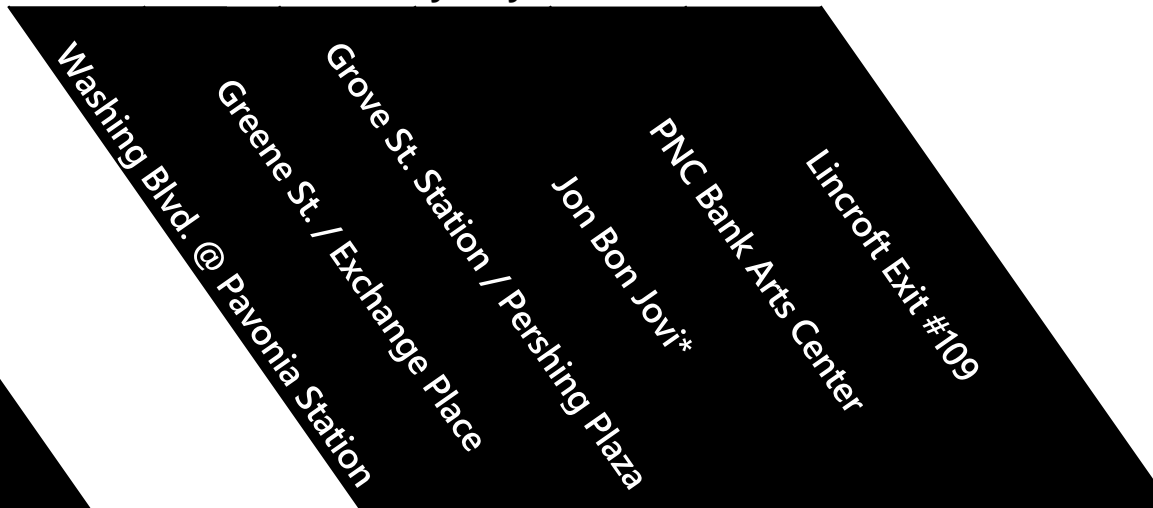 Washing Blvd. @ Pavonia Station
Greene St. / Exchange Place
Grove St. Station / Pershing Plaza
Jon Bon Jovi*
PNC Bank Arts Center
Lincroft Exit #109